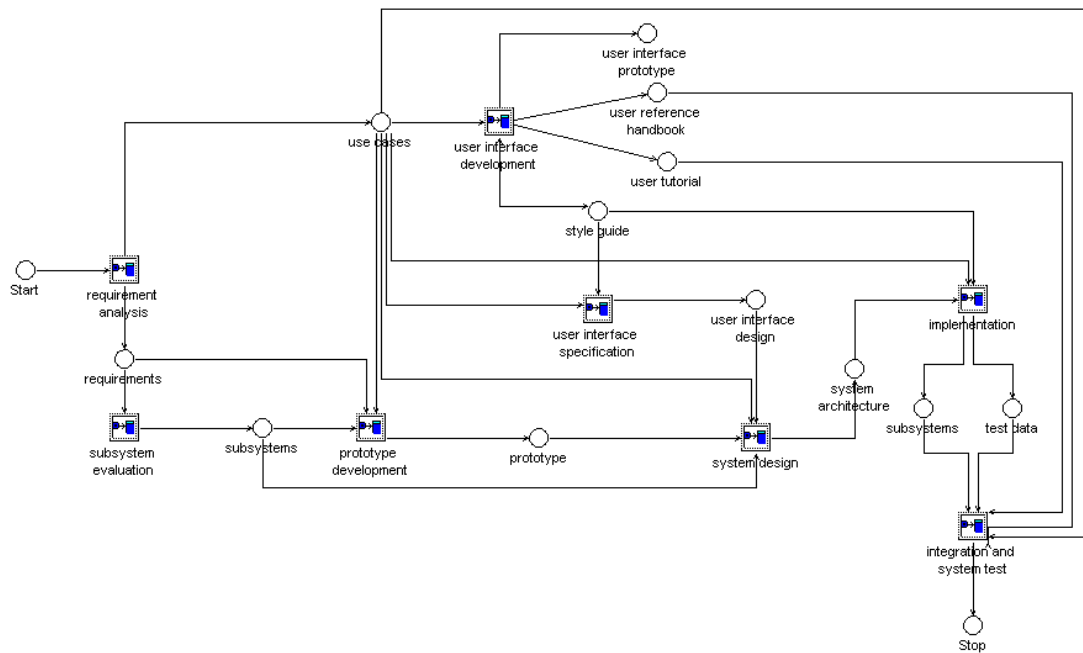 user interface
prototype
user reference
handbook
use cases
user interface
development
user tutorial
style guide
Start
requirement
analysis
user interface
specification
user interface
design
implementation
requirements
system
architecture
subsystems
test data
subsystem
evaluation
subsystems
prototype
development
prototype
system design
integration and
system test
Stop